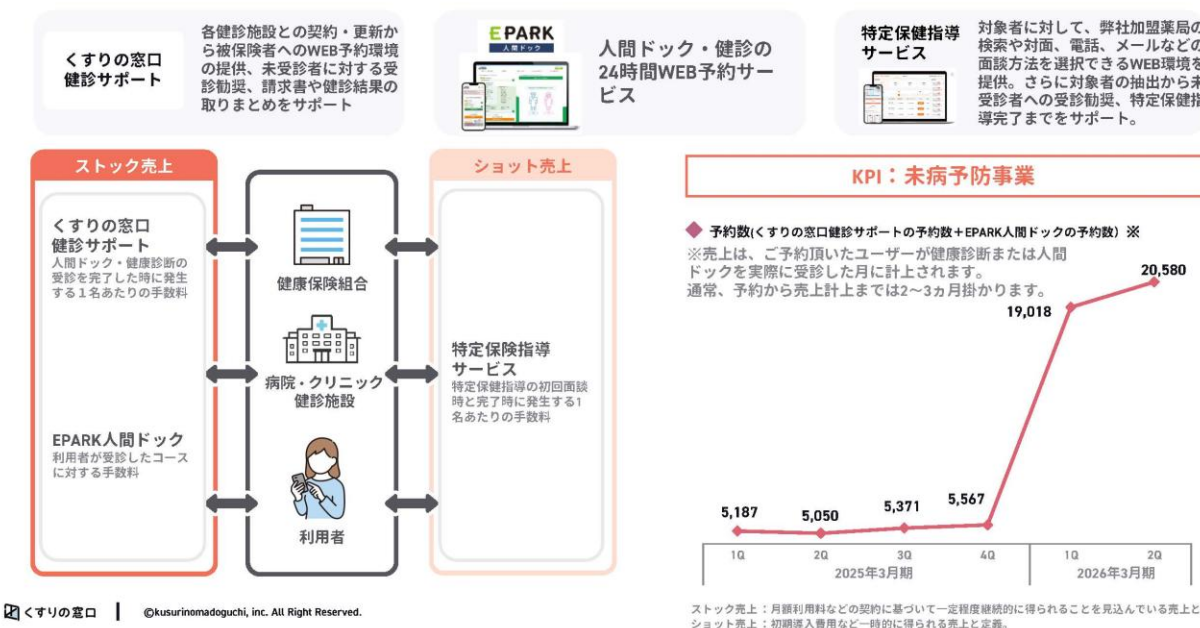 くすりの窓口
健診サポート
各健診施設との契約・更新か
ら被保険者へのWEB予約環境
の提供、未受診者に対する受
診勧奨、請求書や健診結果の
取りまとめをサポート
EPARK
人間ドック
人間ドック・健診の
24時間WEB予約サー
ビス
特定保健指導
サービス
対象者に対して、弊社加盟薬局の
検索や対面、電話、メールなどの
面談方法を選択できるWEB環境を
提供。さらに対象者の抽出から未
受診者への受診勧奨、特定保健指
導完了までをサポート。
ストック売上
くすりの窓口
健診サポート
人間ドック・健康診断の
受診を完了した時に発生
する１名あたりの手数料
EPARK人間ドック
利用者が受診したコース
に対する手数料
健康保険組合
病院・クリニック
健診施設
利用者
ショット売上
特定保険指導
サービス
特定保健指導の初回面談
時と完了時に発生する1
名あたりの手数料
KPI：未病予防事業
予約数(くすりの窓口健診サポートの予約数＋EPARK人間ドックの予約数）※
※売上は、ご予約頂いたユーザーが健康診断または人間
ドックを実際に受診した月に計上されます。
通常、予約から売上計上までは2〜3ヵ月掛かります。
5,187
5,050
5,371
5,567
19,018
20,580
1Q 2Q 3Q 4Q 1Q 2Q
2025年3月期 2026年3月期
くすりの窓口
©kusurinomadoguchi, inc. All Right Reserved.
ストック売上：月額利用料などの契約に基づいて一定程度継続的に得られることを見込んでいる売上と
ショット売上：初期導入費用など一時的に得られる売上と定義。